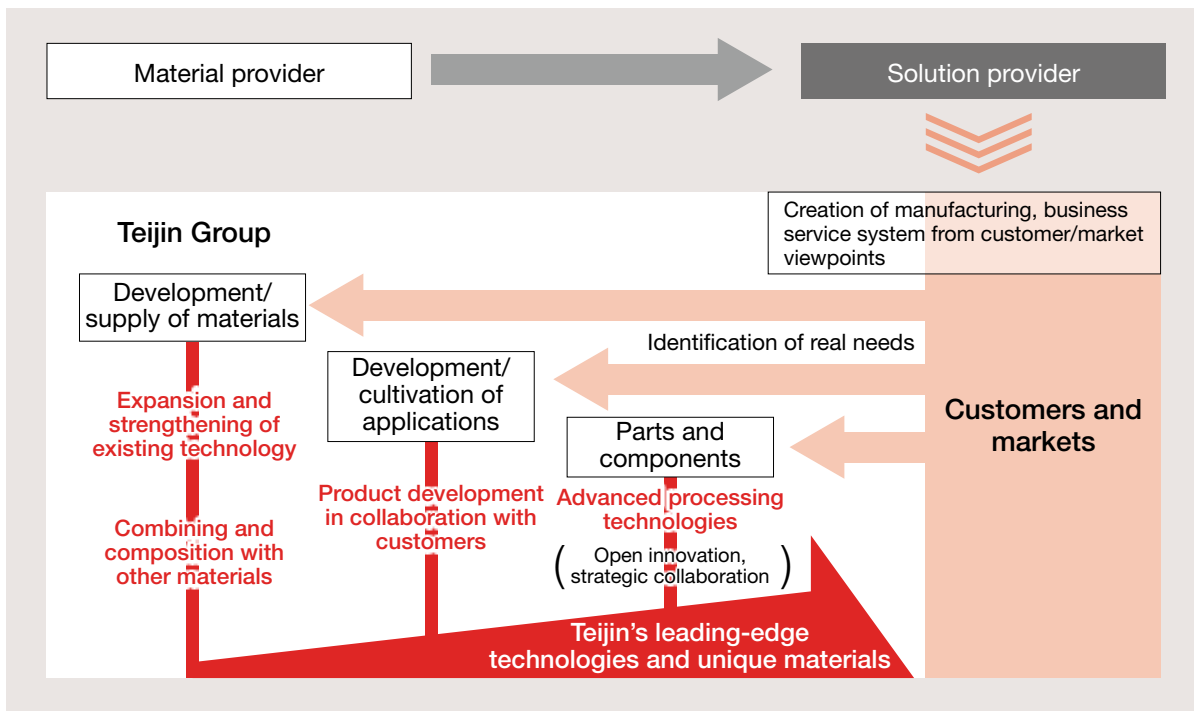 Material provider
Solution provider
Creation of manufacturing, business
service system from customer/market
viewpoints
Teijin Group
Development/
supply of materials
Identification of real needs
Development/
cultivation of
applications
Customers and
markets
Expansion and
strengthening of
existing technology
Parts and
components
Product development
in collaboration with
customers
Advanced processing
technologies
Combining and
composition with
other materials
(Open innovation,
strategic collaboration)
Teijin’s leading-edge
technologies and unique materials